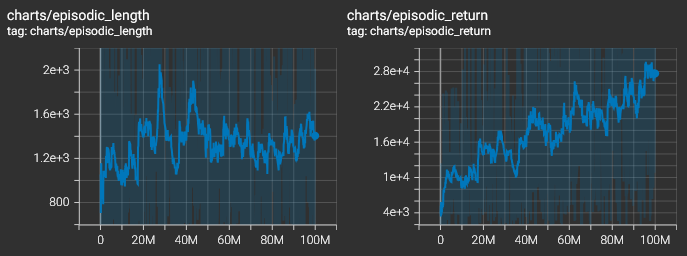 charts/episodic_length
tag: charts/episodic_length
2e+3
1.6e+3
1.2e+3
800
0 20M 40M 60M 80M 100M
charts/episodic_return
tag: charts/episodic_return
2.8e+4
2.2e+4
1.6e+4
1e+4
4e+3
0 20M 40M 60M 80M 100M